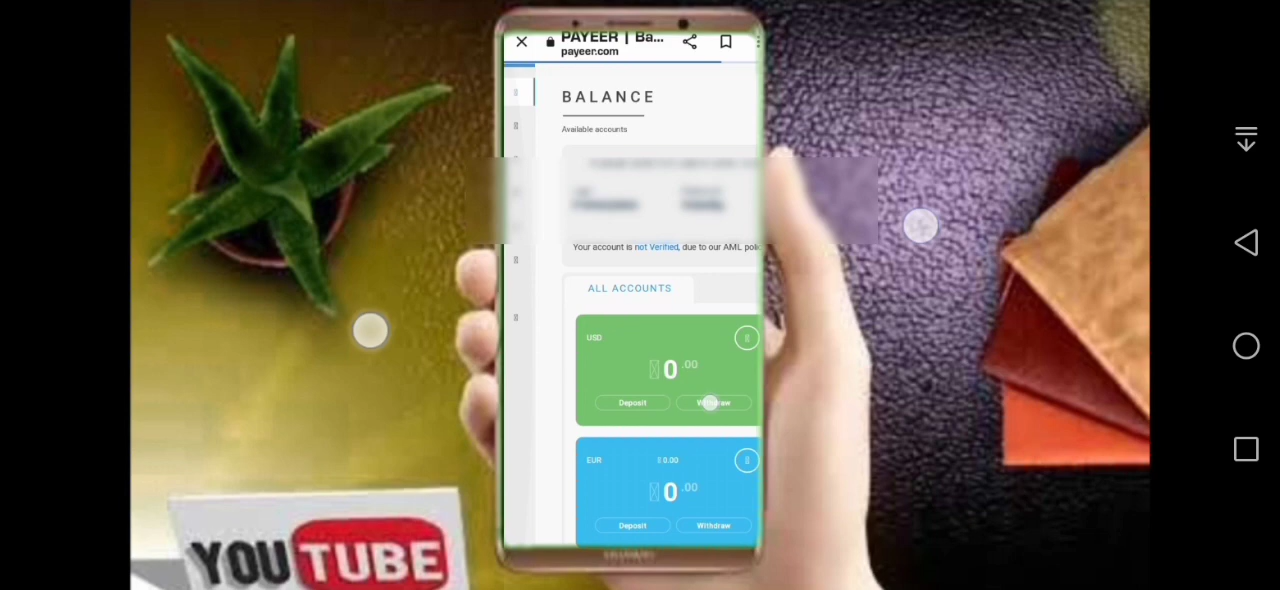 PAYEER | Ba...
payeer.com
BALANCE
Available accounts
Your account is not Verified, due to our AML
ALL ACCOUNTS
USD
0.00
Deposit
Withdraw
EUR
0.00
0.00
Deposit
Withdraw
YOUTUBE